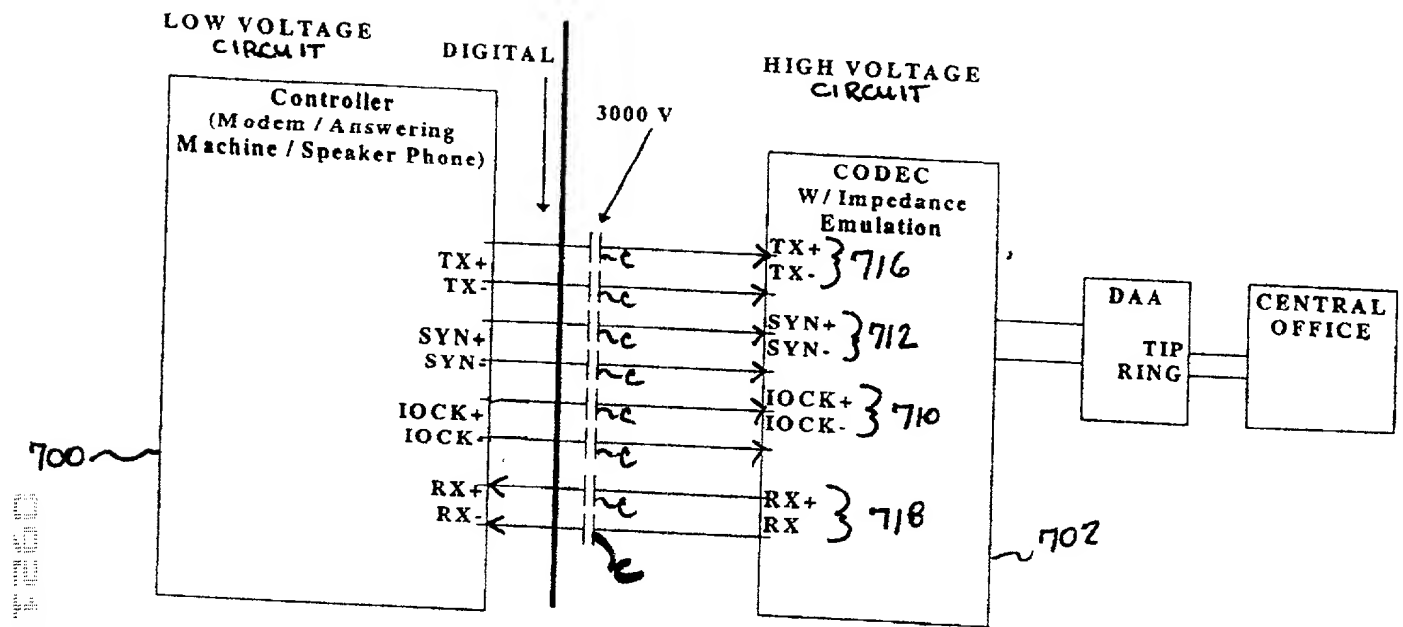 LOW VOLTAGE
CIRCUIT
DIGITAL
HIGH VOLTAGE
CIRCUIT
3000 V
Controller
(Modem / Answering
Machine / Speaker Phone)
CODEC
W/ Impedance
Emulation
TX+
TX-
SYN+
SYN-
IOCK+
IOCK-
RX+
RX-
c
c
c
c
c
c
c
c
TX+
TX-
716
SYN+
SYN-
712
IOCK+
IOCK-
710
RX+
RX
718
DAA
TIP
RING
CENTRAL
OFFICE
700
702